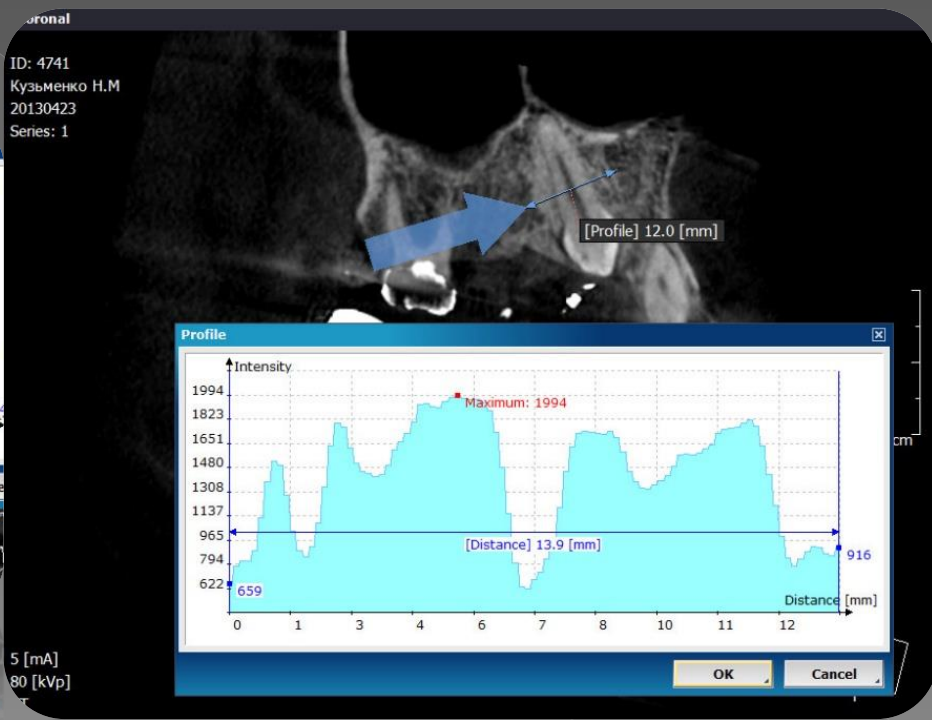 ID: 4741
Кузьменко Н.М
20130423
Series: 1
[Profile] 12.0 [mm]
Profile
Intensity
1994
1823
1651
1480
1308
1137
965
794
622
Maximum: 1994
[Distance] 13.9 [mm]
659
916
Distance [mm]
0 1 3 4 6 7 8 10 11 12
cm
5 [mA]
80 [kVp]
OK
Cancel